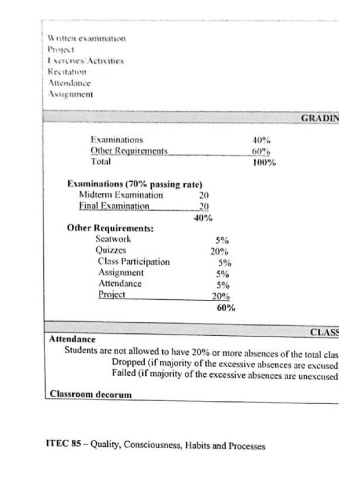 Written examination
Project
Exercises/Activities
Recitation
Attendance
Assignment
GRADIN
Examinations 40%
Other Requirements 60%
Total 100%
Examinations (70% passing rate)
Midterm Examination 20
Final Examination 20
40%
Other Requirements:
Seatwork 5%
Quizzes 20%
Class Participation 5%
Assignment 5%
Attendance 5%
Project 20%
60%
CLASS
Attendance
Students are not allowed to have 20% or more absences of the total clas
Dropped (if majority of the excessive absences are excused
Failed (if majority of the excessive absences are unexcused
Classroom decorum
ITEC 85 – Quality, Consciousness, Habits and Processes